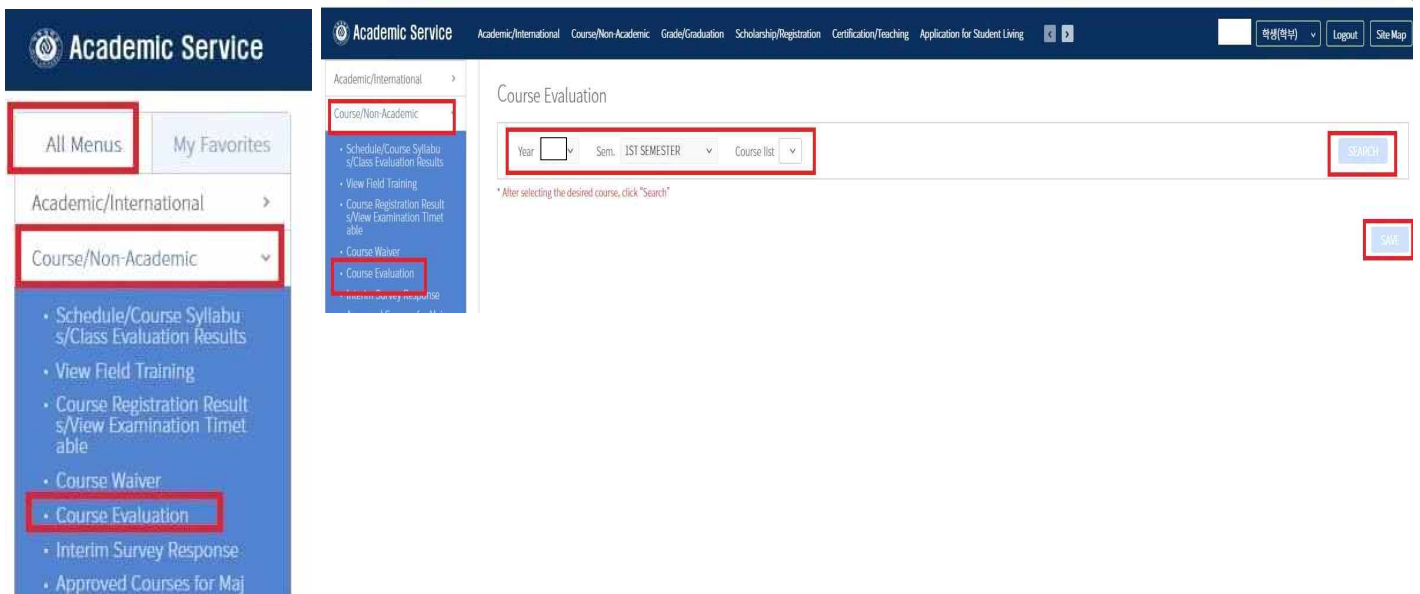 Academic Service
All Menus
My Favorites
Academic/International
Course/Non-Academic
• Schedule/Course Syllabu
s/Class Evaluation Results
• View Field Training
• Course Registration Result
s/View Examination Timet
able
• Course Waiver
• Course Evaluation
• Interim Survey Response
• Approved Courses for Maj
Academic Service Academic/International Course/Non-Academic Grade/Graduation Scholarship/Registration Certification/Teaching Application for Student Living 학생(학부) Logout Site Map
Academic/International
Course/Non-Academic
• Schedule/Course Syllabu
s/Class Evaluation Results
• View Field Training
• Course Registration Result
s/View Examination Timet
able
• Course Waiver
• Course Evaluation
• Interim Survey Response
Course Evaluation
Year Sem. 1ST SEMESTER Course list SEARCH
* After selecting the desired course, click "Search"
SAVE